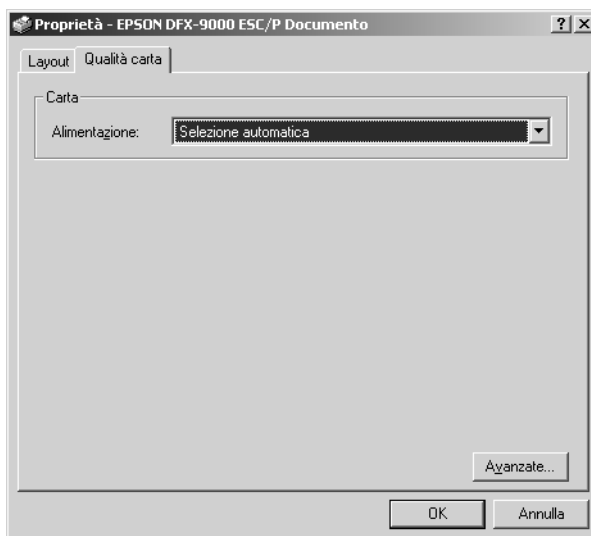 Proprietà - EPSON DFX-9000 ESC/P Documento
Layout Qualità carta
Carta
Alimentazione: Selezione automatica
Avanzate...
OK Annulla